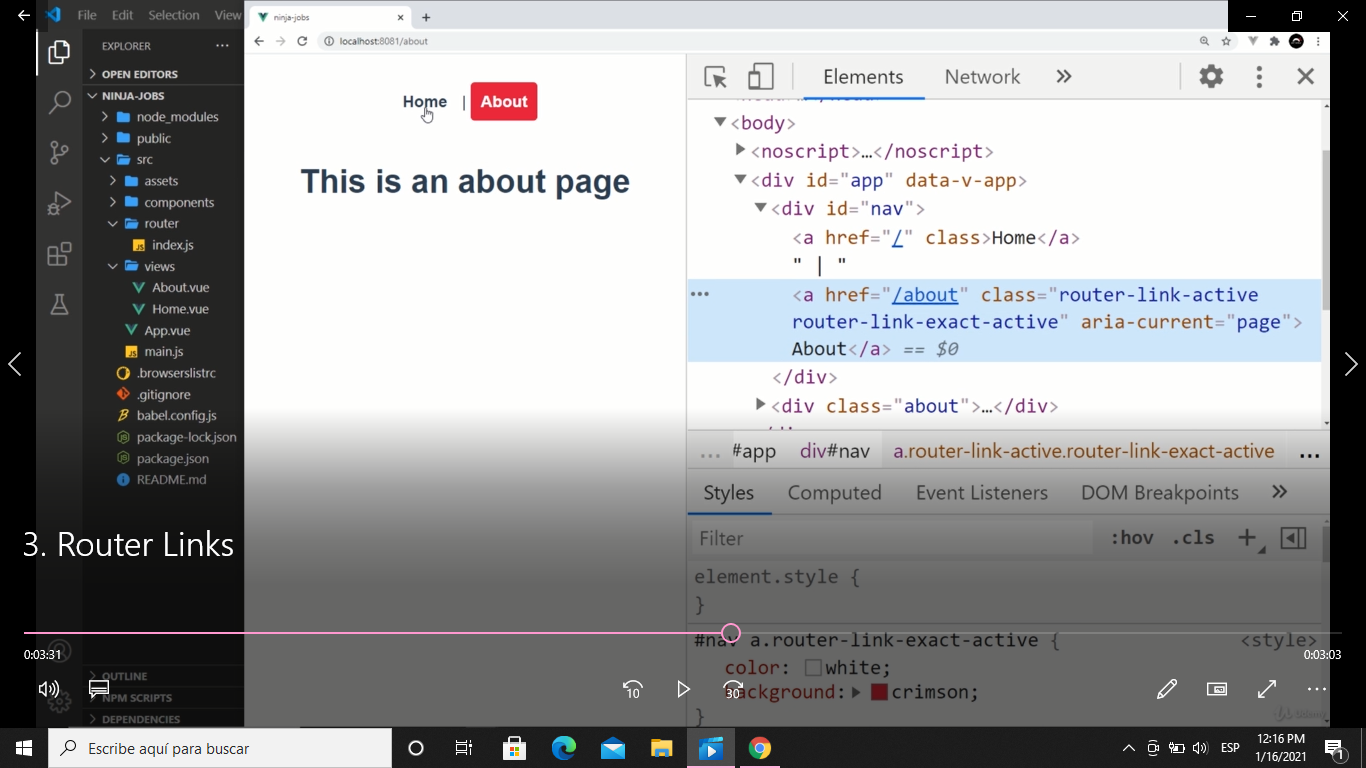 File Edit Selection View
ninja-jobs
localhost:8081/about
EXPLORER
OPEN EDITORS
NINJA-JOBS
node_modules
public
src
assets
components
router
index.js
views
About.vue
Home.vue
App.vue
main.js
.browserslistrc
.gitignore
babel.config.js
package-lock.json
package.json
README.md
OUTLINE
NPM SCRIPTS
DEPENDENCIES
Home | About
This is an about page
Elements Network
<body>
<noscript>…</noscript>
<div id="app" data-v-app>
<div id="nav">
<a href="/" class>Home</a>
" | "
<a href="/about" class="router-link-active
router-link-exact-active" aria-current="page">
About</a> == $0
</div>
<div class="about">…</div>
... #app div#nav a.router-link-active.router-link-exact-active ...
Styles Computed Event Listeners DOM Breakpoints
Filter :hov .cls
element.style {
}
#nav a.router-link-exact-active { <style>
color: white;
background: crimson;
}
3. Router Links
0:03:31 0:03:03
10 30
Udemy
Escribe aquí para buscar
ESP
12:16 PM
1/16/2021
1